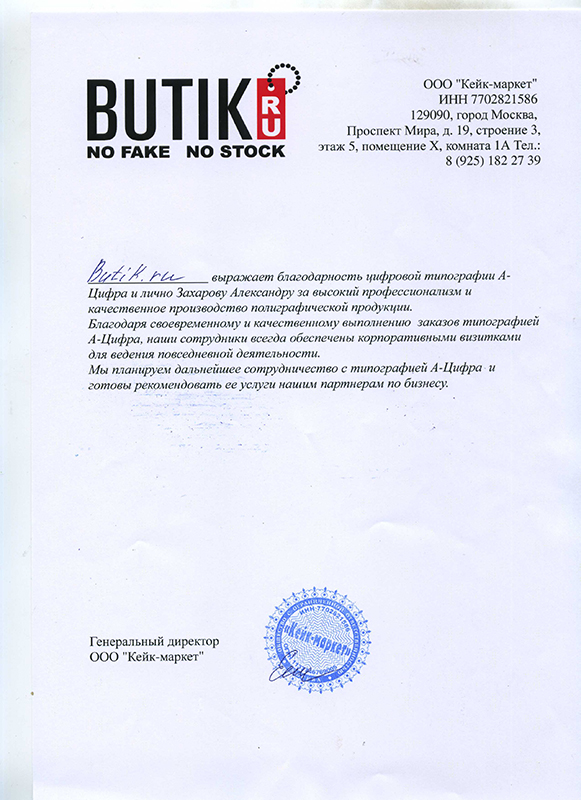 BUTIK.RU
NO FAKE NO STOCK
ООО "Кейк-маркет"
ИНН 7702821586
129090, город Москва,
Проспект Мира, д. 19, строение 3,
этаж 5, помещение X, комната 1А Тел.:
8 (925) 182 27 39
Butik.ru выражает благодарность цифровой типографии А-
Цифра и лично Захарову Александру за высокий профессионализм и
качественное производство полиграфической продукции.
Благодаря своевременному и качественному выполнению заказов типографией
А-Цифра, наши сотрудники всегда обеспечены корпоративными визитками
для ведения повседневной деятельности.
Мы планируем дальнейшее сотрудничество с типографией А-Цифра и
готовы рекомендовать ее услуги нашим партнерам по бизнесу.
Генеральный директор
ООО "Кейк-маркет"
ИНН 7702821586
«Кейк-маркет»